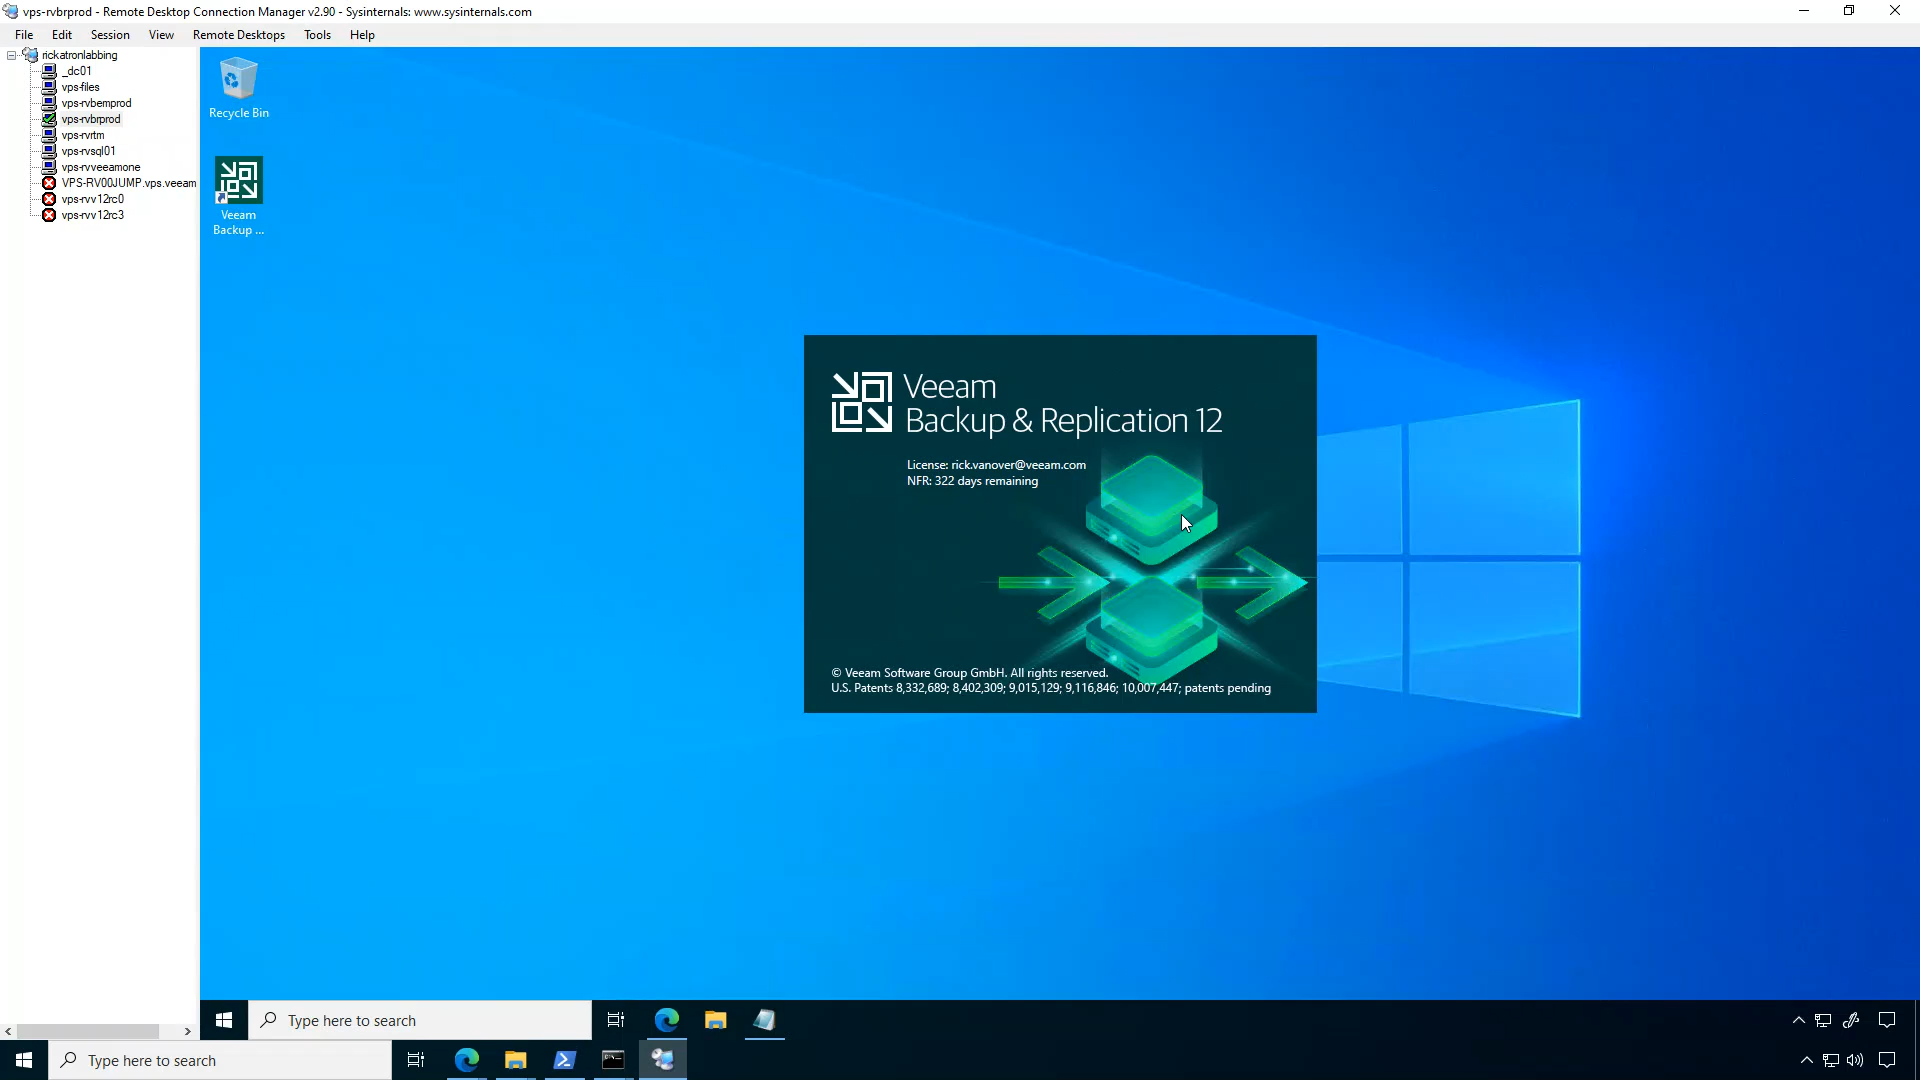 vps-rvbrprod - Remote Desktop Connection Manager v2.90 - Sysinternals: www.sysinternals.com
File Edit Session View Remote Desktops Tools Help
rickatronlabbing
_dc01
vps-files
vps-rvbemprod
vps-rvbrprod
vps-rvrtm
vps-rvsql01
vps-rvveeamone
VPS-RV00JUMP.vps.veeam
vps-rvv12rc0
vps-rvv12rc3
Recycle Bin
Veeam
Backup ...
Veeam
Backup & Replication 12
License: rick.vanover@veeam.com
NFR: 322 days remaining
© Veeam Software Group GmbH. All rights reserved.
U.S. Patents 8,332,689; 8,402,309; 9,015,129; 9,116,846; 10,007,447; patents pending
Type here to search
Type here to search